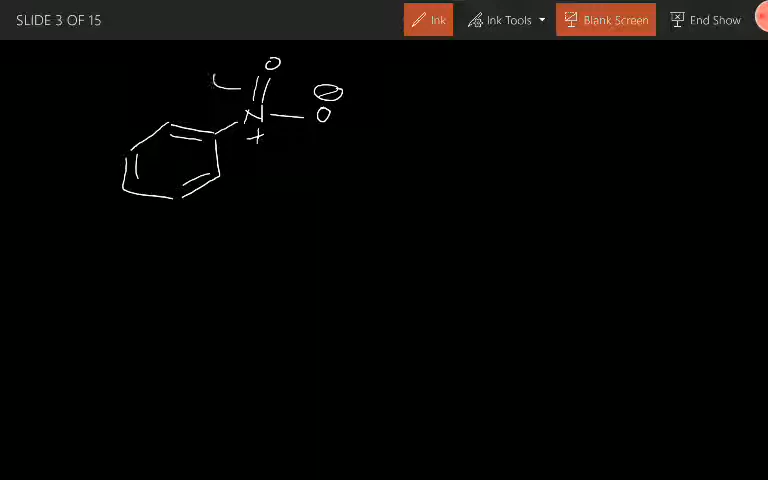 SLIDE 3 OF 15
Ink
Ink Tools
Blank Screen
End Show
O
N
O
+